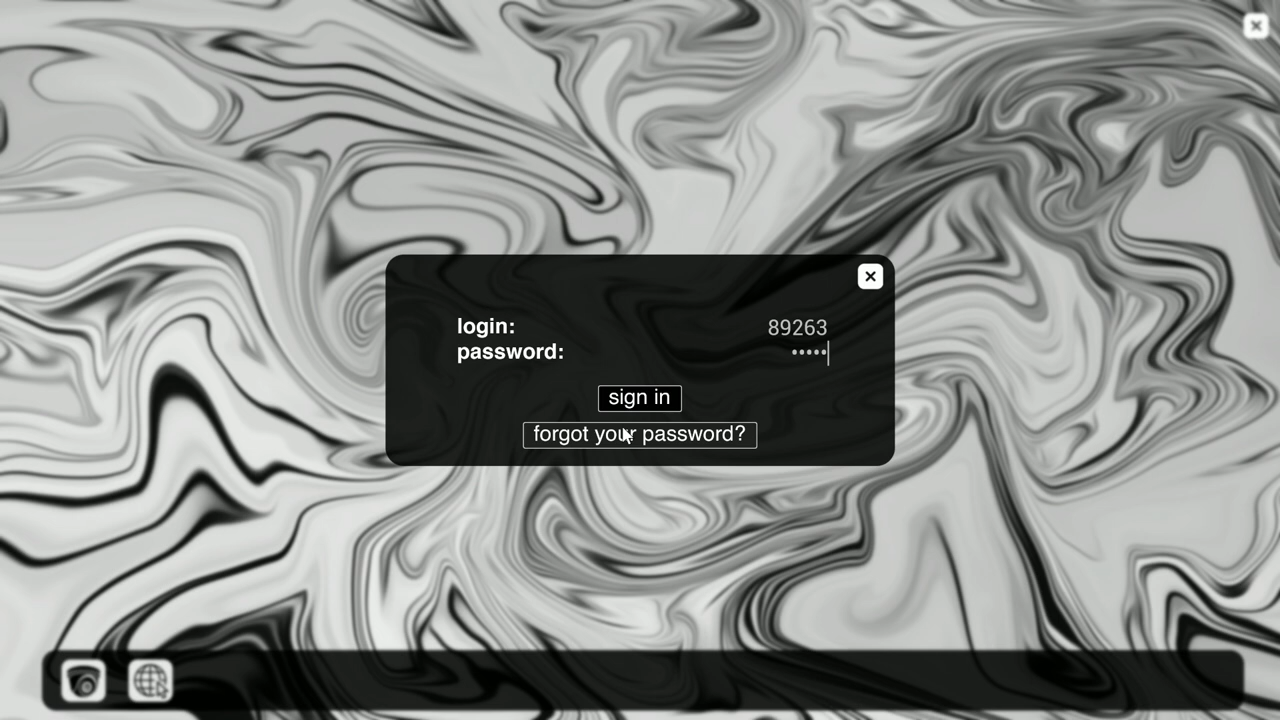 login: 89263
password: •••••
sign in
forgot your password?